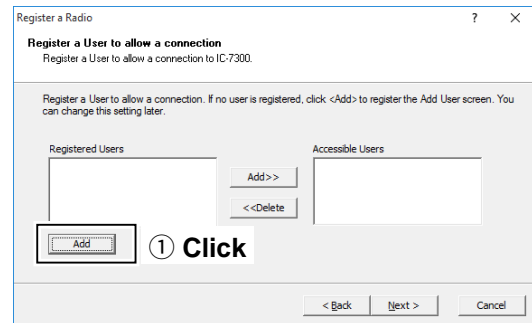 Register a Radio ? X
Register a User to allow a connection
Register a User to allow a connection to IC-7300.
Register a User to allow a connection. If no user is registered, click <Add> to register the Add User screen. You
can change this setting later.
Registered Users Accessible Users
Add>>
<<Delete
Add ① Click
< Back Next > Cancel